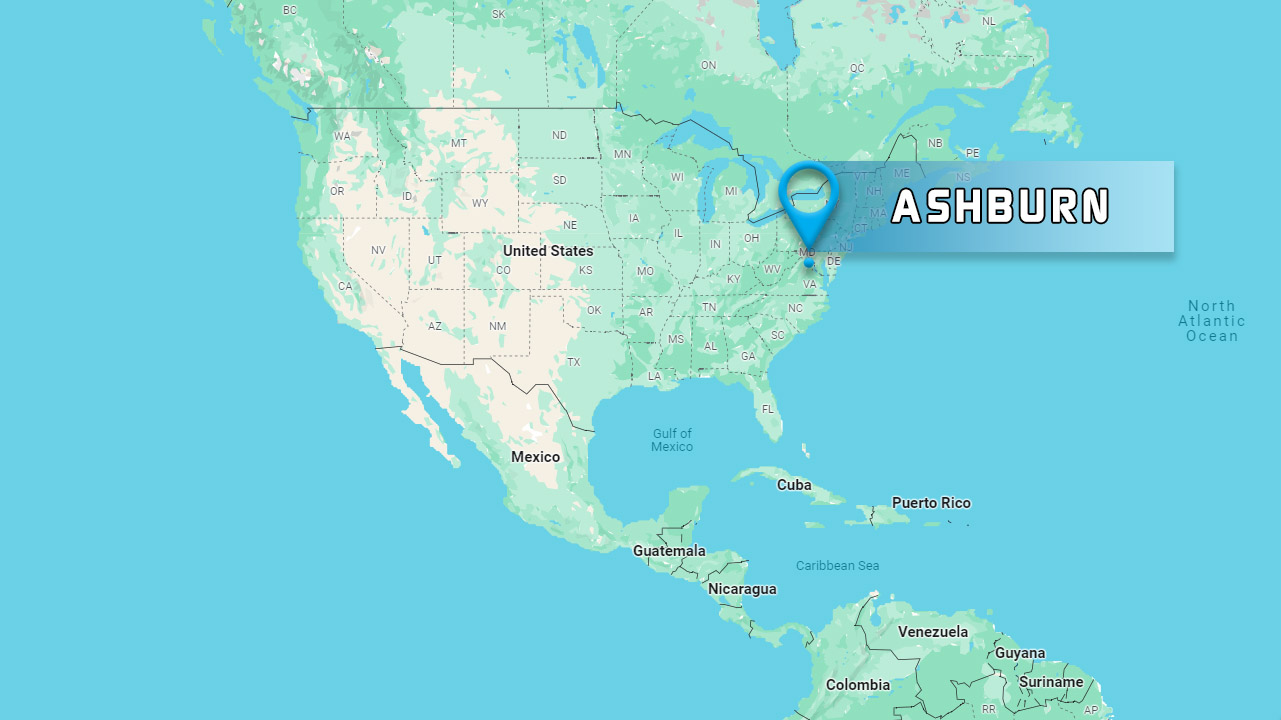 BC
SK
NL
ON
QC
WA
MT
ND
MN
NB
PE
OR
ID
SD
WI
MI
VT
ME
NS
NH
WY
IA
MA
ASHBURN
NV
UT
NE
IL
IN
OH
CT
NJ
United States
MD
DE
CA
CO
KS
MO
KY
WV
VA
AZ
NM
OK
AR
TN
NC
North
Atlantic
Ocean
TX
MS
AL
GA
SC
LA
FL
Gulf of
Mexico
Mexico
Cuba
Puerto Rico
Guatemala
Caribbean Sea
Nicaragua
Venezuela
Guyana
Colombia
Suriname
RR
AP